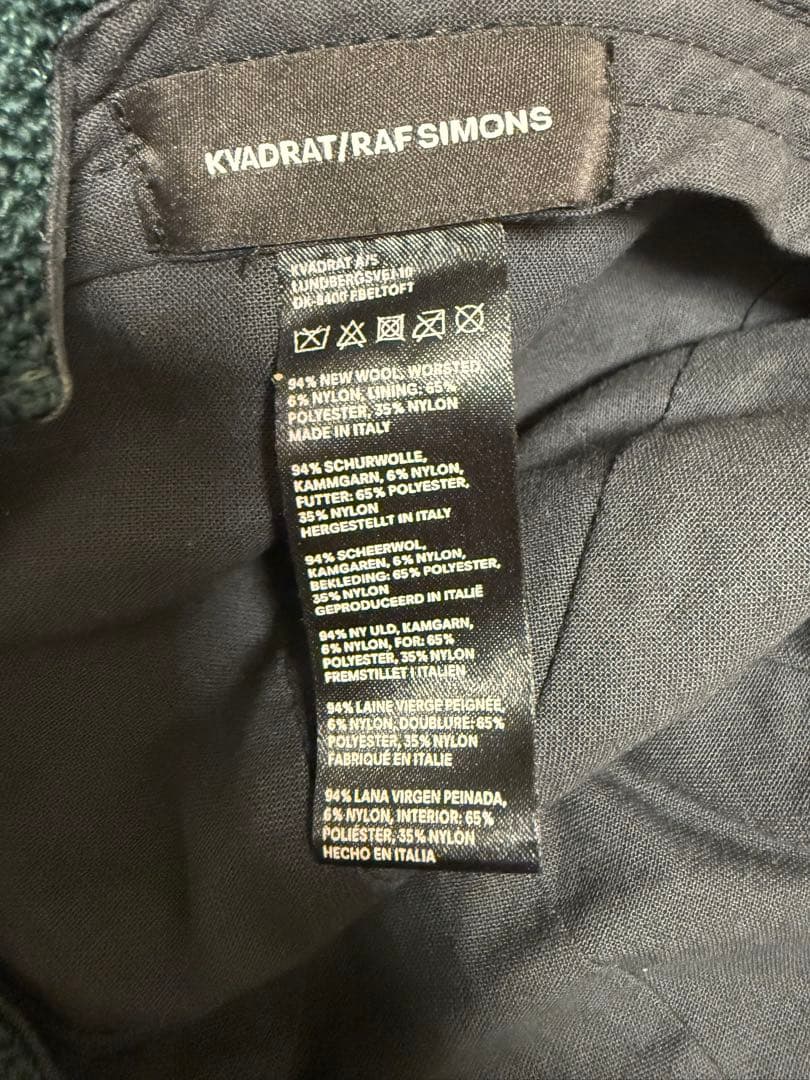 KVADRAT/RAF SIMONS
KVADRAT A/S
LUNDBERGSVEJ 10
DK-8400 EBELTOFT
94% NEW WOOL, WORSTED,
6% NYLON, LINING: 65%
POLYESTER, 35% NYLON
MADE IN ITALY
94% SCHURWOLLE,
KAMMGARN, 6% NYLON,
FUTTER: 65% POLYESTER,
35% NYLON
HERGESTELLT IN ITALY
94% SCHEERWOL,
KAMGAREN, 6% NYLON,
BEKLEDING: 65% POLYESTER,
35% NYLON
GEPRODUCEERD IN ITALIË
94% NY ULD, KAMGARN,
6% NYLON, FOR: 65%
POLYESTER, 35% NYLON
FREMSTILLET I ITALIEN
94% LAINE VIERGE PEIGNÉE,
6% NYLON, DOUBLURE: 65%
POLYESTER, 35% NYLON
FABRIQUÉ EN ITALIE
94% LANA VIRGEN PEINADA,
6% NYLON, INTERIOR: 65%
POLIÉSTER, 35% NYLON
HECHO EN ITALIA